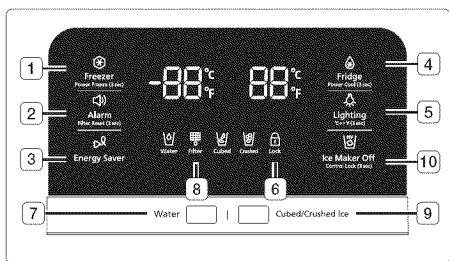 1
Freezer
Power Freeze (3 sec)
-88 °C °F
88 °C °F
Fridge
Power Cool (3 sec)
4
2
Alarm
Filter Reset (3 sec)
Lighting
°C↔°F (3 sec)
5
3
Energy Saver
Water
Filter
Cubed
Crushed
Lock
Ice Maker Off
Control Lock (3 sec)
10
8
6
7
Water
Cubed/Crushed Ice
9